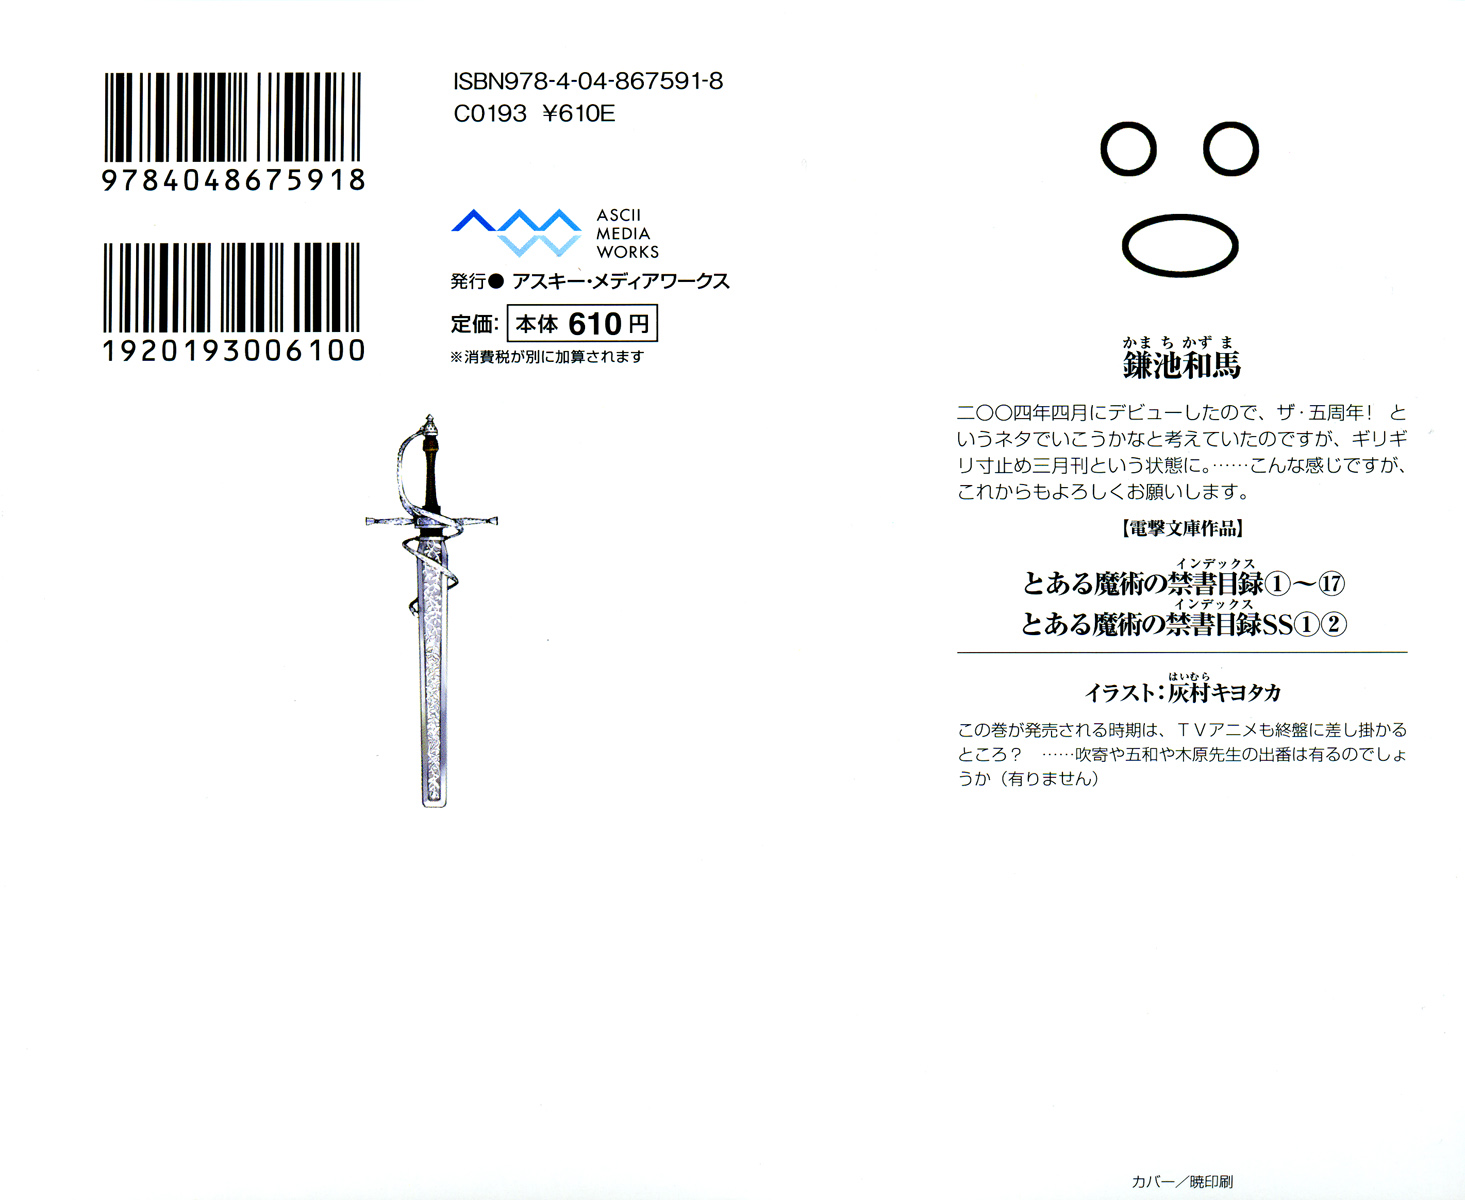 9784048675918
1920193006100
ISBN978-4-04-867591-8
C0193 ¥610E
ASCII
MEDIA
WORKS
発行●アスキー・メディアワークス
定価：本体 610 円
※消費税が別に加算されます
かまちかずま
鎌池和馬
二〇〇四年四月にデビューしたので、ザ・五周年！ と
いうネタでいこうかなと考えていたのですが、ギリギ
リ寸止め三月刊という状態に。……こんな感じですが、
これからもよろしくお願いします。
【電撃文庫作品】
インデックス
とある魔術の禁書目録①～⑰
インデックス
とある魔術の禁書目録SS①②
はいむら
イラスト：灰村キヨタカ
この巻が発売される時期は、ＴＶアニメも終盤に差し掛かる
ところ？　……吹寄や五和や木原先生の出番は有るのでしょ
うか（有りません）
カバー／暁印刷